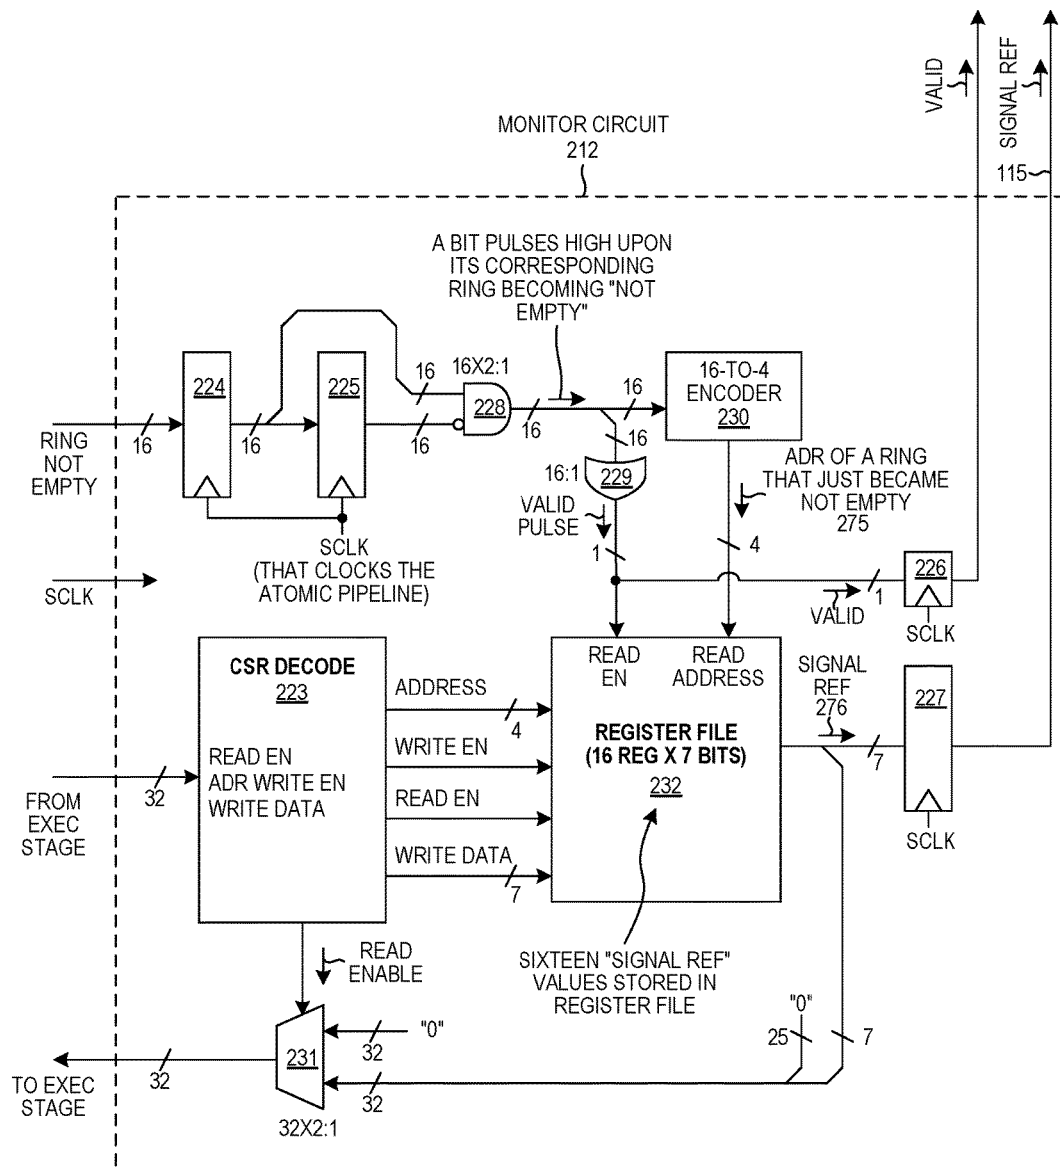 VALID
SIGNAL REF
115
MONITOR CIRCUIT
212
A BIT PULSES HIGH UPON
ITS CORRESPONDING
RING BECOMING "NOT
EMPTY"
16X2:1
16
224
225
228
16
16-TO-4
ENCODER
230
16
16
16
16
16
RING
NOT
EMPTY
16:1
229
VALID
PULSE
ADR OF A RING
THAT JUST BECAME
NOT EMPTY
275
SCLK
(THAT CLOCKS THE
ATOMIC PIPELINE)
1
4
SCLK
226
1
VALID
SCLK
CSR DECODE
223
READ EN
ADR WRITE EN
WRITE DATA
ADDRESS
4
WRITE EN
READ EN
WRITE DATA
7
READ
EN
READ
ADDRESS
REGISTER FILE
(16 REG X 7 BITS)
232
SIGNAL
REF
276
7
227
SCLK
32
FROM
EXEC
STAGE
READ
ENABLE
SIXTEEN "SIGNAL REF"
VALUES STORED IN
REGISTER FILE
"0"
25
7
"0"
32
231
32
32
TO EXEC
STAGE
32X2:1